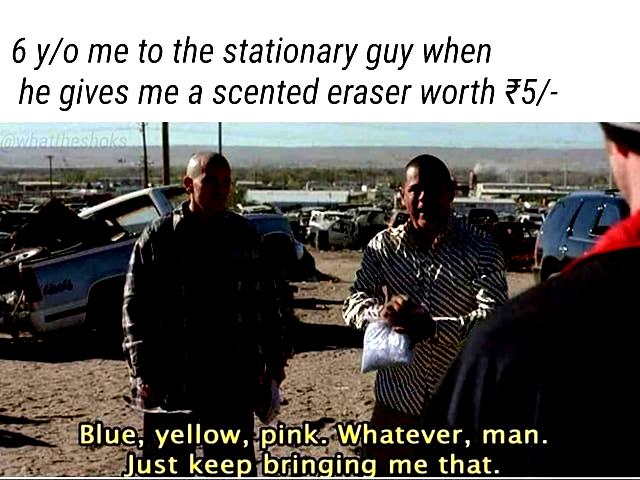 6 y/o me to the stationary guy when
he gives me a scented eraser worth ₹5/-
@whattheshoks
Blue, yellow, pink. Whatever, man.
Just keep bringing me that.